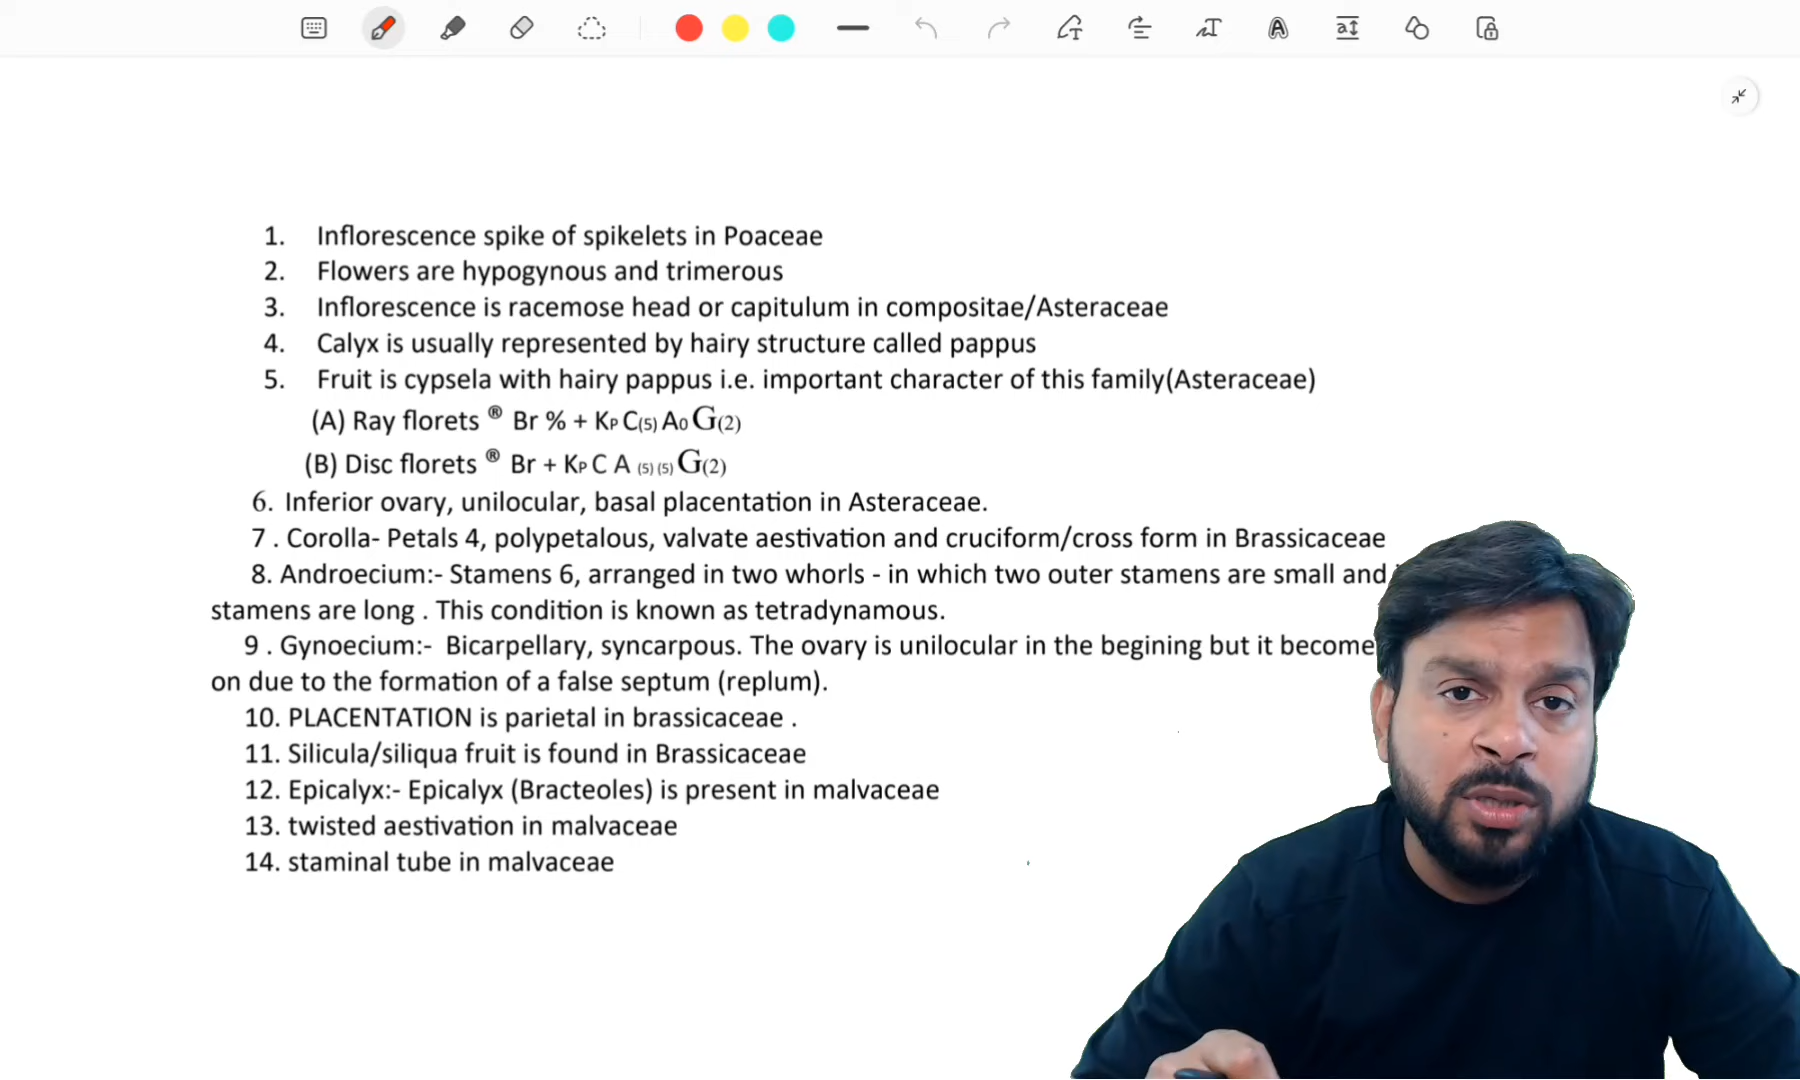 1. Inflorescence spike of spikelets in Poaceae
2. Flowers are hypogynous and trimerous
3. Inflorescence is racemose head or capitulum in compositae/Asteraceae
4. Calyx is usually represented by hairy structure called pappus
5. Fruit is cypsela with hairy pappus i.e. important character of this family(Asteraceae)
(A) Ray florets ® Br % + KP C(5) A0 G(2)
(B) Disc florets ® Br + KP C A (5) (5) G(2)
6. Inferior ovary, unilocular, basal placentation in Asteraceae.
7 . Corolla- Petals 4, polypetalous, valvate aestivation and cruciform/cross form in Brassicaceae
8. Androecium:- Stamens 6, arranged in two whorls - in which two outer stamens are small and
stamens are long . This condition is known as tetradynamous.
9 . Gynoecium:- Bicarpellary, syncarpous. The ovary is unilocular in the begining but it become
on due to the formation of a false septum (replum).
10. PLACENTATION is parietal in brassicaceae .
11. Silicula/siliqua fruit is found in Brassicaceae
12. Epicalyx:- Epicalyx (Bracteoles) is present in malvaceae
13. twisted aestivation in malvaceae
14. staminal tube in malvaceae